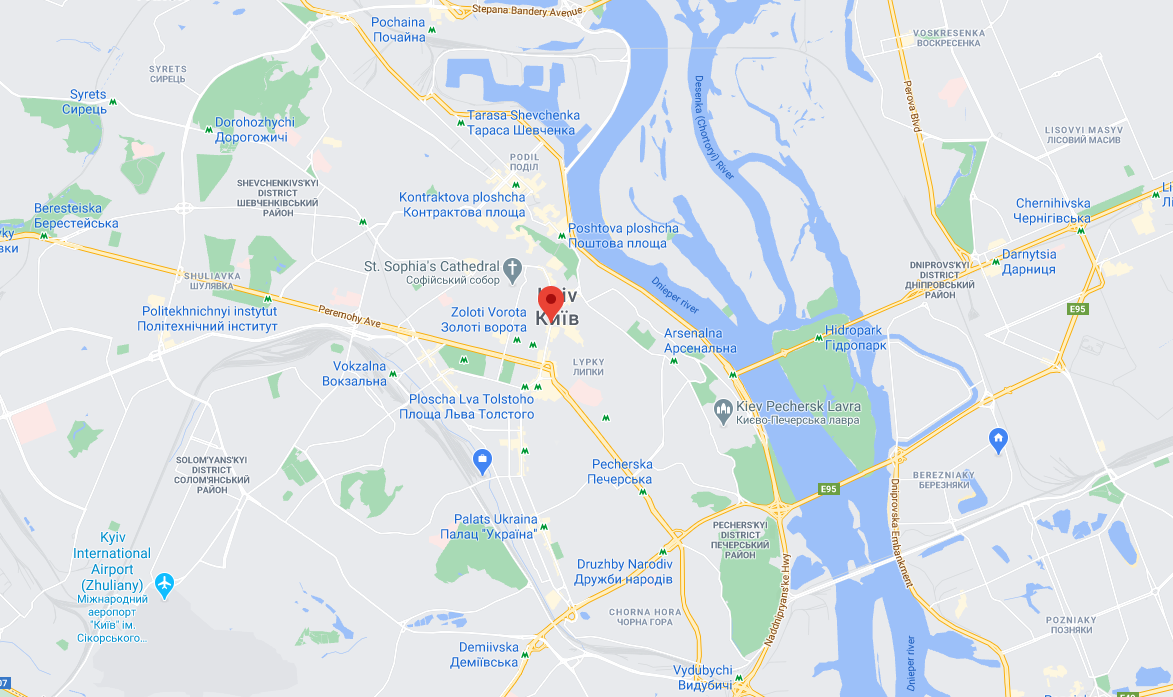 Stepana Bandery Avenue
Pochaina
Почайна
VOSKRESENKA
ВОСКРЕСЕНКА
SYRETS
СИРЕЦЬ
Syrets
Сирець
Desenka (Chortoryi) River
Perova Blvd
Tarasa Shevchenka
Тараса Шевченка
Dorohozhychi
Дорогожичі
LISOVYI MASYV
ЛІСОВИЙ МАСИВ
PODIL
ПОДІЛ
SHEVCHENKIVS'KYI
DISTRICT
ШЕВЧЕНКІВСЬКИЙ
РАЙОН
Kontraktova ploshcha
Контрактова площа
Beresteiska
Берестейська
Chernihivska
Чернігівська
Poshtova ploshcha
Поштова площа
St. Sophia's Cathedral
Софійський собор
Darnytsia
Дарниця
DNIPROVS'KYI
DISTRICT
ДНІПРОВСЬКИЙ
РАЙОН
SHULIAVKA
ШУЛЯВКА
Dnieper river
E95
Київ
Politekhnichnyi instytut
Політехнічний інститут
Peremohy Ave
Zoloti Vorota
Золоті ворота
Arsenalna
Арсенальна
Hidropark
Гідропарк
LYPKY
ЛИПКИ
Vokzalna
Вокзальна
Ploscha Lva Tolstoho
Площа Льва Толстого
Kiev Pechersk Lavra
Києво-Печерська лавра
SOLOM'YANS'KYI
DISTRICT
СОЛОМ'ЯНСЬКИЙ
РАЙОН
Pecherska
Печерська
BEREZNIAKY
БЕРЕЗНЯКИ
E95
Dniprovska Embankment
Palats Ukraina
Палац "Україна"
PECHERS'KYI
DISTRICT
ПЕЧЕРСЬКИЙ
РАЙОН
Kyiv
International
Airport
(Zhuliany)
Міжнародний
аеропорт
"Київ" ім.
Сікорського...
Druzhby Narodiv
Дружби народів
Naddnipryans'ke Hwy
CHORNA HORA
ЧОРНА ГОРА
POZNIAKY
ПОЗНЯКИ
Demiivska
Деміївська
Dnieper river
Vydubychi
Видубичі
07